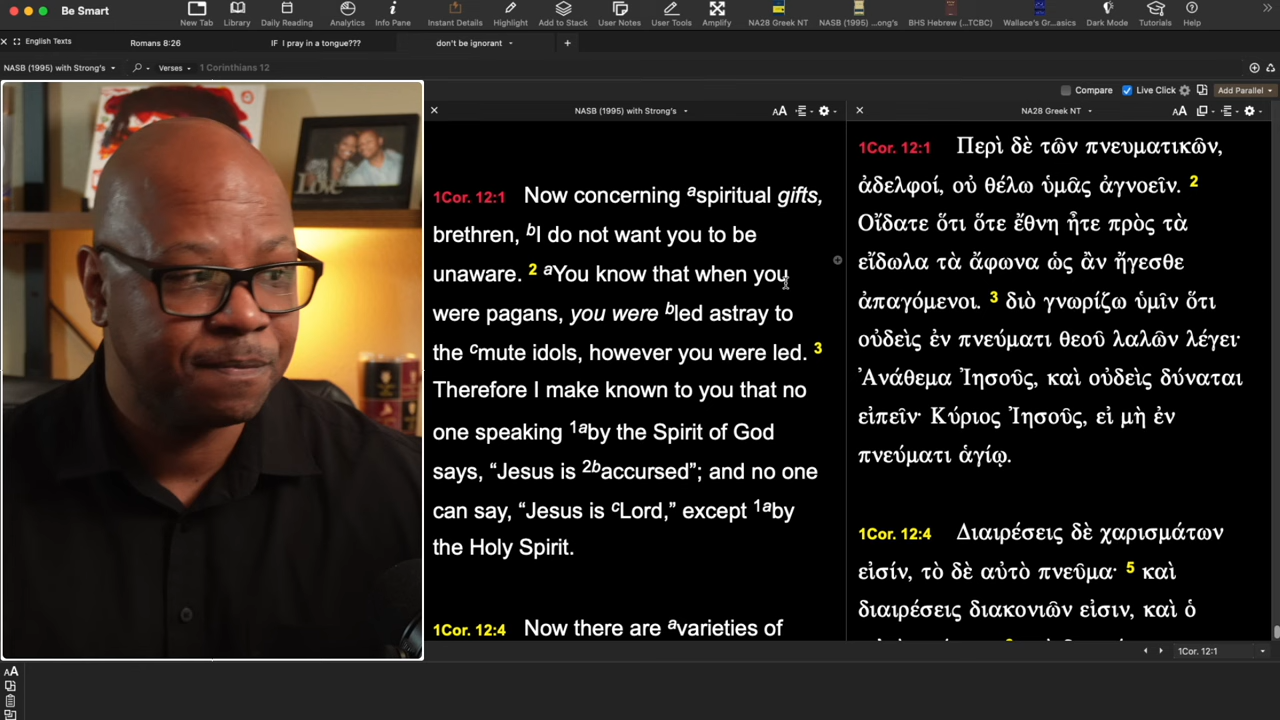 Be Smart
New Tab Library Daily Reading Analytics Info Pane Instant Details Highlight Add to Stack User Notes User Tools Amplify NA28 Greek NT NASB (1995) ...ong's BHS Hebrew (...TCBC) Wallace's Gr...asics Dark Mode Tutorials Help
English Texts Romans 8:26 IF I pray in a tongue??? don't be ignorant
NASB (1995) with Strong's Verses 1 Corinthians 12
Compare Live Click Add Parallel
NASB (1995) with Strong's
1Cor. 12:1 Now concerning aspiritual gifts,
brethren, bI do not want you to be
unaware. 2 aYou know that when you
were pagans, you were bled astray to
the cmute idols, however you were led. 3
Therefore I make known to you that no
one speaking 1aby the Spirit of God
says, “Jesus is 2baccursed”; and no one
can say, “Jesus is cLord,” except 1aby
the Holy Spirit.
1Cor. 12:4 Now there are avarieties of
NA28 Greek NT
1Cor. 12:1 Περὶ δὲ τῶν πνευματικῶν,
ἀδελφοί, οὐ θέλω ὑμᾶς ἀγνοεῖν. 2
Οἴδατε ὅτι ὅτε ἔθνη ἦτε πρὸς τὰ
εἴδωλα τὰ ἄφωνα ὡς ἂν ἤγεσθε
ἀπαγόμενοι. 3 διὸ γνωρίζω ὑμῖν ὅτι
οὐδεὶς ἐν πνεύματι θεοῦ λαλῶν λέγει·
Ἀνάθεμα Ἰησοῦς, καὶ οὐδεὶς δύναται
εἰπεῖν· Κύριος Ἰησοῦς, εἰ μὴ ἐν
πνεύματι ἁγίῳ.
1Cor. 12:4 Διαιρέσεις δὲ χαρισμάτων
εἰσίν, τὸ δὲ αὐτὸ πνεῦμα· 5 καὶ
διαιρέσεις διακονιῶν εἰσιν, καὶ ὁ
1Cor. 12:1
Love